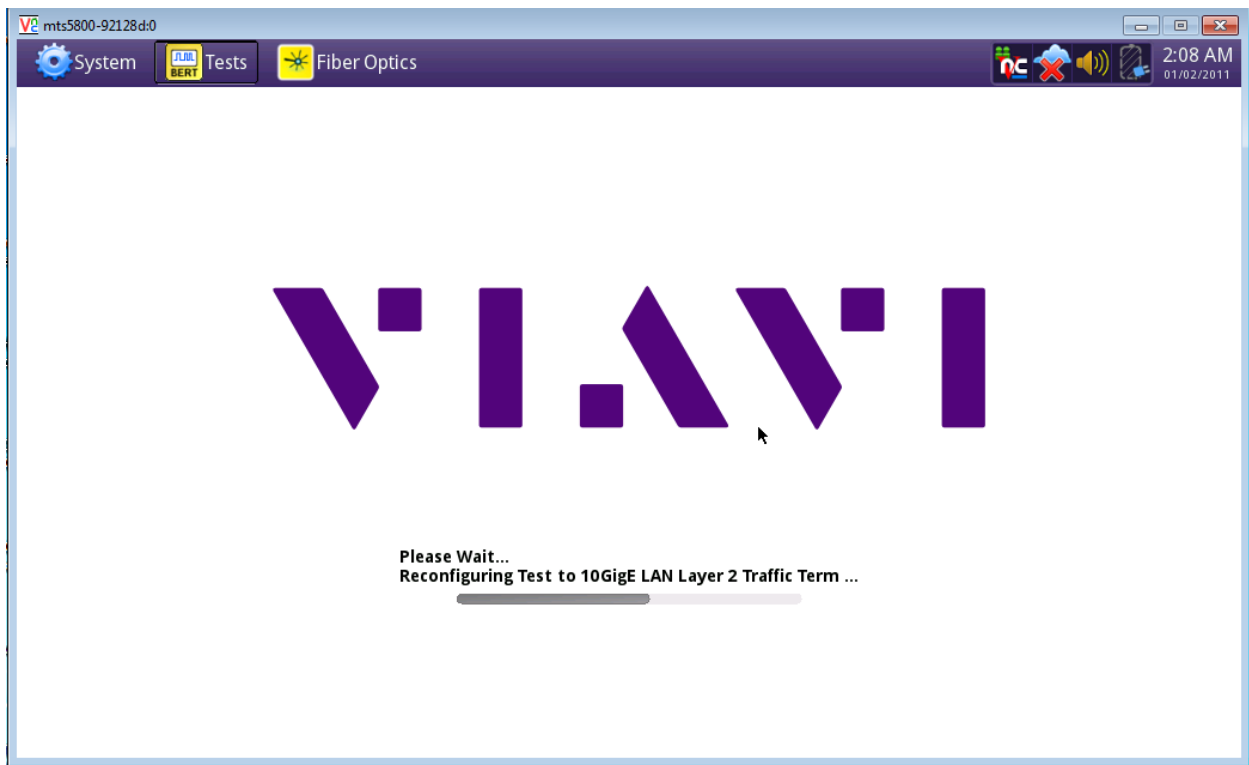 mts5800-92128d:0
System
BERT
Tests
Fiber Optics
2:08 AM
01/02/2011
VIAVI
Please Wait...
Reconfiguring Test to 10GigE LAN Layer 2 Traffic Term ...